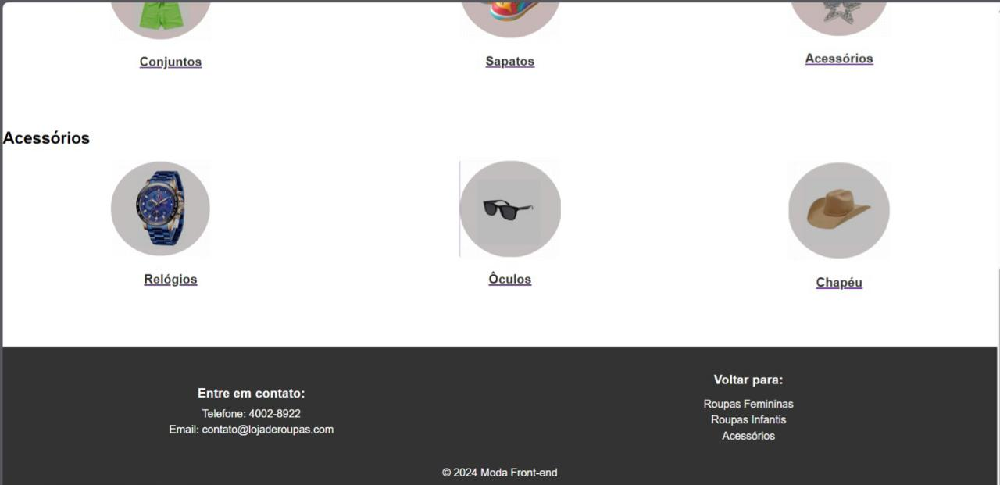 Conjuntos
Sapatos
Acessórios
Acessórios
Relógios
Ôculos
Chapéu
Entre em contato:
Telefone: 4002-8922
Email: contato@lojaderoupas.com
Voltar para:
Roupas Femininas
Roupas Infantis
Acessórios
© 2024 Moda Front-end